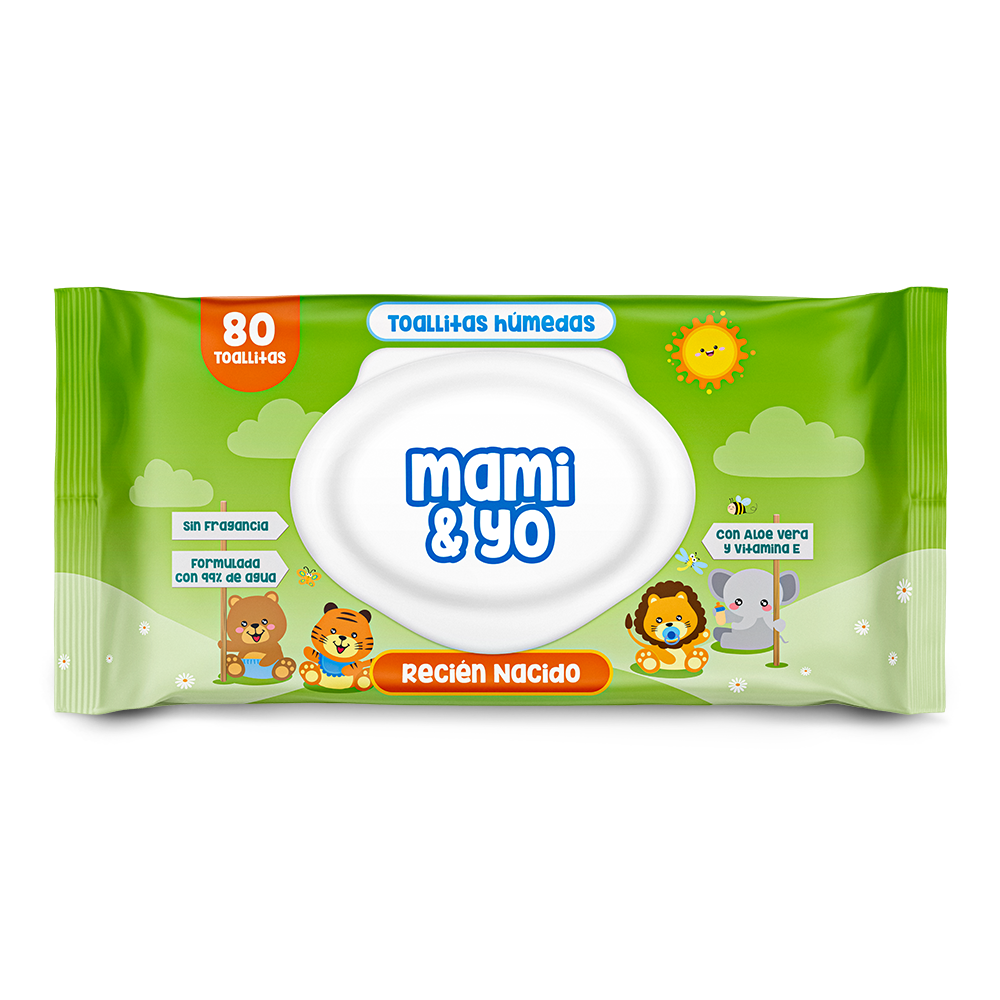 80
Toallitas
Toallitas húmedas
mami
& yo
Sin Fragancia
Formulada
con 99% de agua
con Aloe vera
y vitamina E
Recién Nacido